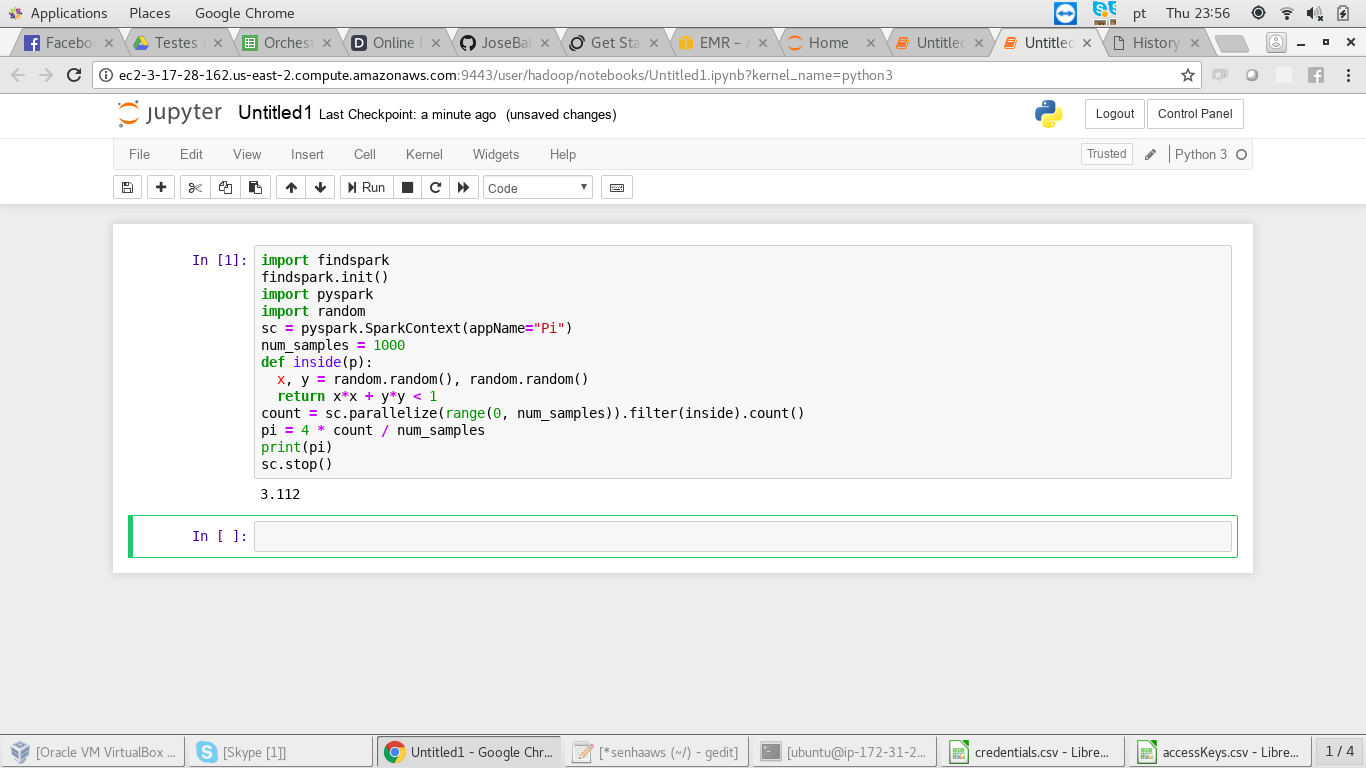 Applications Places Google Chrome pt Thu 23:56
Facebo Testes Orchest Online M JoseBal Get Sta EMR – A Home Untitled Untitled History
ec2-3-17-28-162.us-east-2.compute.amazonaws.com:9443/user/hadoop/notebooks/Untitled1.ipynb?kernel_name=python3
jupyter Untitled1 Last Checkpoint: a minute ago (unsaved changes) Logout Control Panel
File Edit View Insert Cell Kernel Widgets Help Trusted Python 3
Run Code
In [1]: import findspark
findspark.init()
import pyspark
import random
sc = pyspark.SparkContext(appName="Pi")
num_samples = 1000
def inside(p):
  x, y = random.random(), random.random()
  return x*x + y*y < 1
count = sc.parallelize(range(0, num_samples)).filter(inside).count()
pi = 4 * count / num_samples
print(pi)
sc.stop()
3.112
In [ ]:
[Oracle VM VirtualBox ... [Skype [1]] Untitled1 - Google Chr... [*senhaaws (~/) - gedit] [ubuntu@ip-172-31-2... credentials.csv - Libre... accessKeys.csv - Libre... 1 / 4